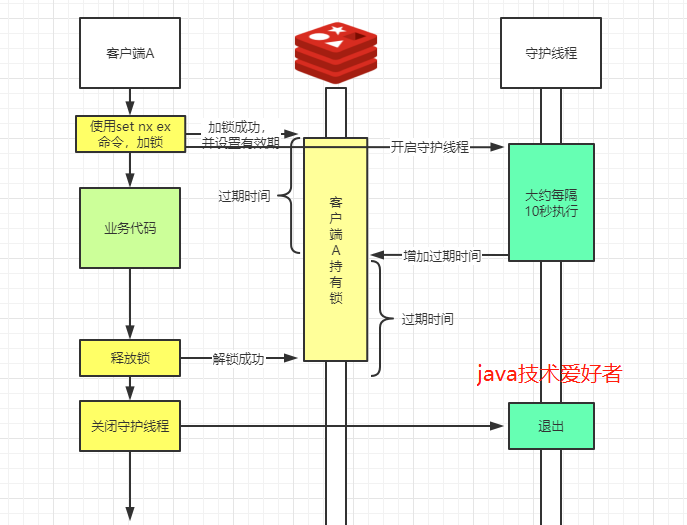 客户端A
守护线程
使用set nx ex
命令，加锁
加锁成功，
并设置有效期
开启守护线程
过期时间
客
户
端
A
持
有
锁
大约每隔
10秒执行
业务代码
增加过期时间
过期时间
释放锁
解锁成功
java技术爱好者
关闭守护线程
退出